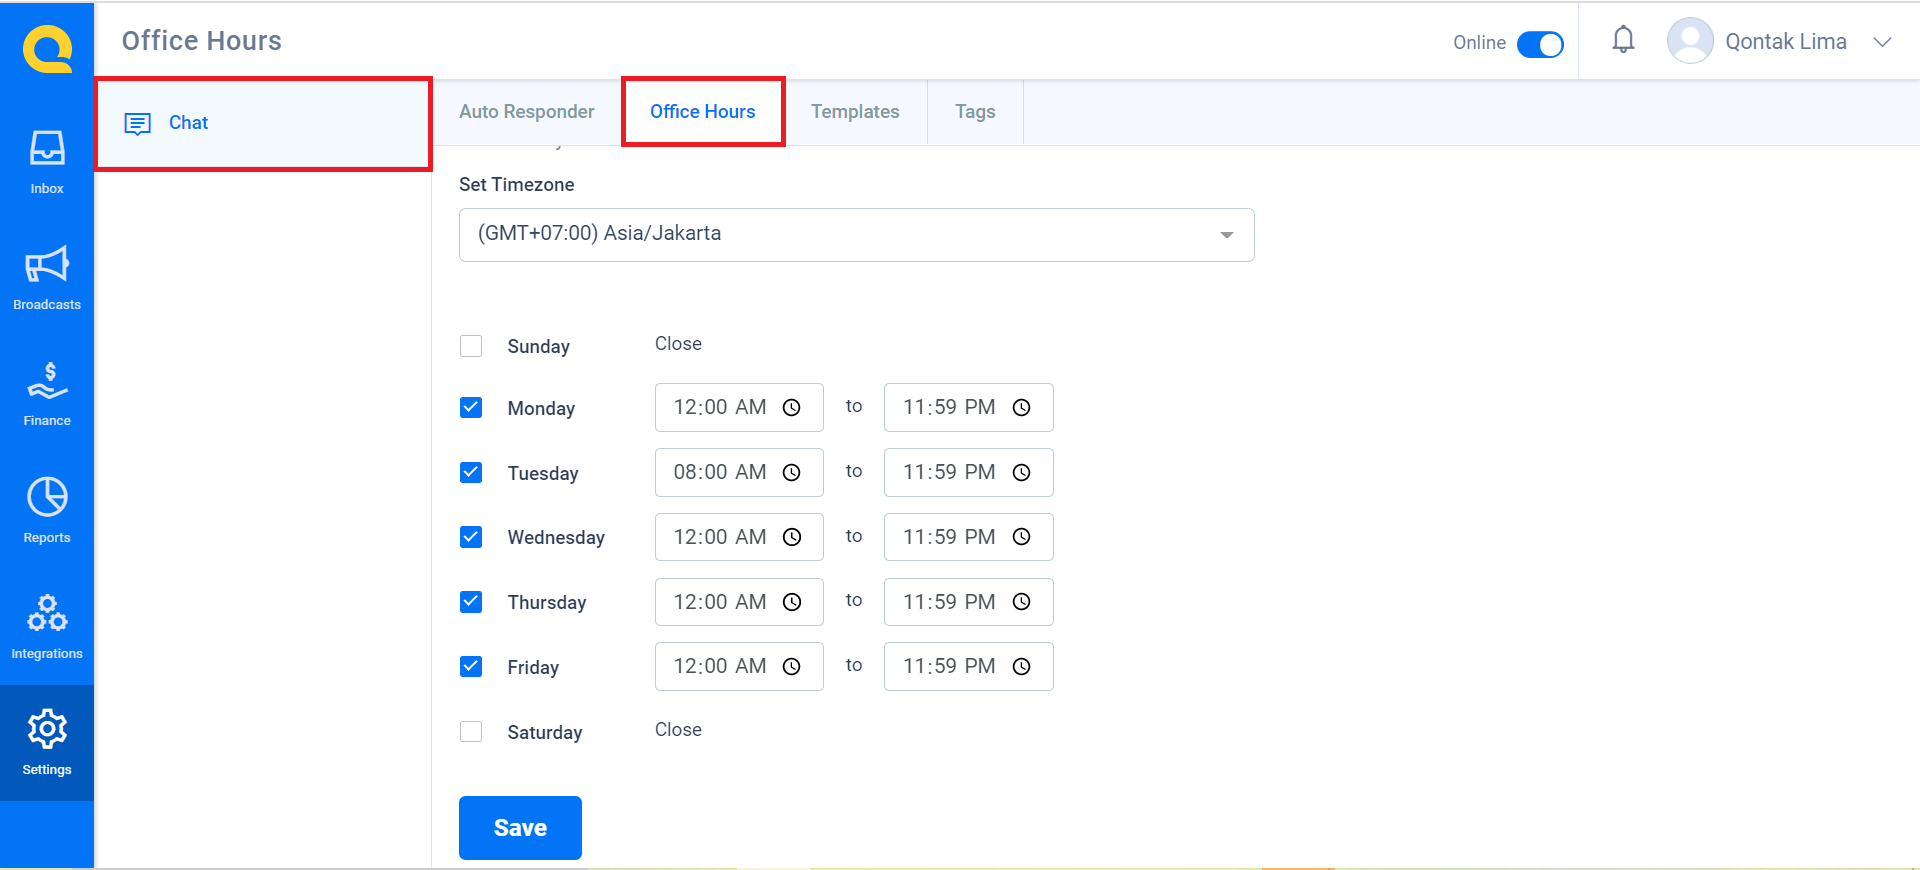 Office Hours
Online
Qontak Lima
Chat
Auto Responder
Office Hours
Templates
Tags
Inbox
Broadcasts
Finance
Reports
Integrations
Settings
Set Timezone
(GMT+07:00) Asia/Jakarta
Sunday Close
Monday 12:00 AM to 11:59 PM
Tuesday 08:00 AM to 11:59 PM
Wednesday 12:00 AM to 11:59 PM
Thursday 12:00 AM to 11:59 PM
Friday 12:00 AM to 11:59 PM
Saturday Close
Save